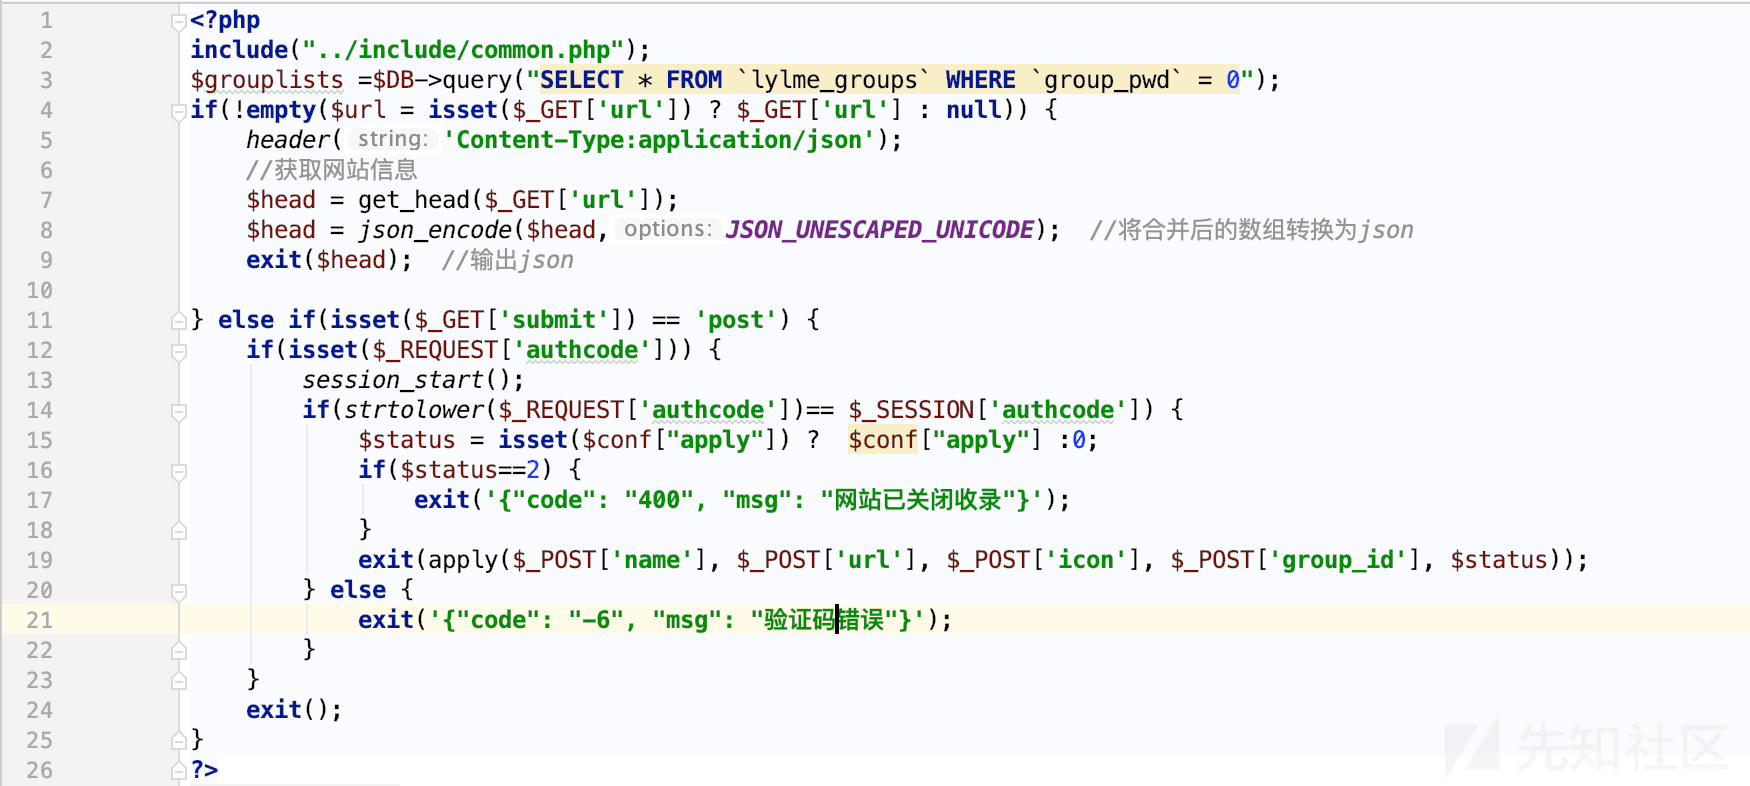 1 <?php
2 include("../include/common.php");
3 $grouplists =$DB->query("SELECT * FROM `lylme_groups` WHERE `group_pwd` = 0");
4 if(!empty($url = isset($_GET['url']) ? $_GET['url'] : null)) {
5 header( string: 'Content-Type:application/json');
6 //获取网站信息
7 $head = get_head($_GET['url']);
8 $head = json_encode($head, options: JSON_UNESCAPED_UNICODE); //将合并后的数组转换为json
9 exit($head); //输出json
10
11 } else if(isset($_GET['submit']) == 'post') {
12 if(isset($_REQUEST['authcode'])) {
13 session_start();
14 if(strtolower($_REQUEST['authcode'])== $_SESSION['authcode']) {
15 $status = isset($conf["apply"]) ? $conf["apply"] :0;
16 if($status==2) {
17 exit('{"code": "400", "msg": "网站已关闭收录"}');
18 }
19 exit(apply($_POST['name'], $_POST['url'], $_POST['icon'], $_POST['group_id'], $status));
20 } else {
21 exit('{"code": "-6", "msg": "验证码错误"}');
22 }
23 }
24 exit();
25 }
26 ?>
先知社区